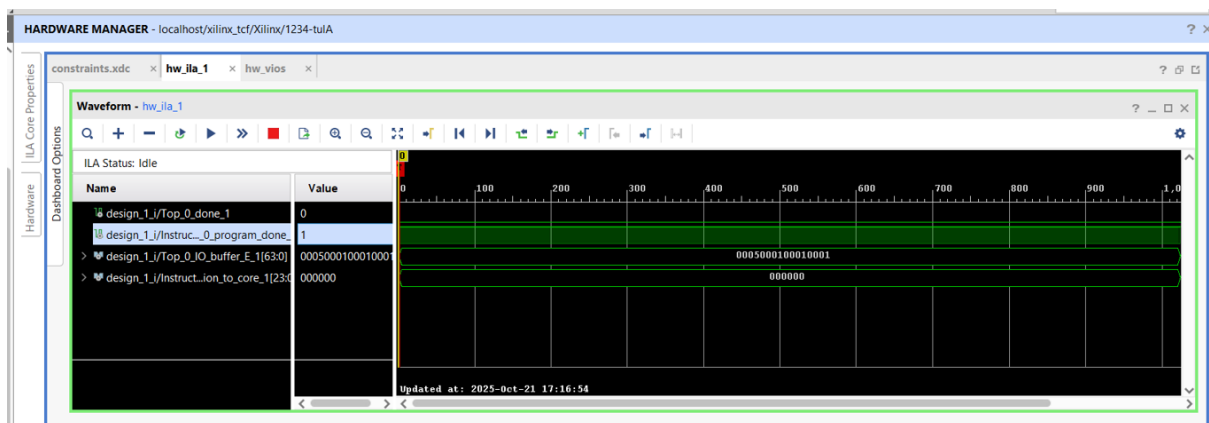 HARDWARE MANAGER - localhost/xilinx_tcf/Xilinx/1234-tulA
ILA Core Properties
Hardware
constraints.xdc × hw_ila_1 × hw_vios ×
Dashboard Options
Waveform - hw_ila_1
ILA Status: Idle
Name Value
0
0 100 200 300 400 500 600 700 800 900 1,0
design_1_i/Top_0_done_1 0
design_1_i/Instruc..._0_program_done_ 1
design_1_i/Top_0_IO_buffer_E_1[63:0] 0005000100010001 0005000100010001
design_1_i/Instruct...ion_to_core_1[23:0 000000 000000
Updated at: 2025-Oct-21 17:16:54